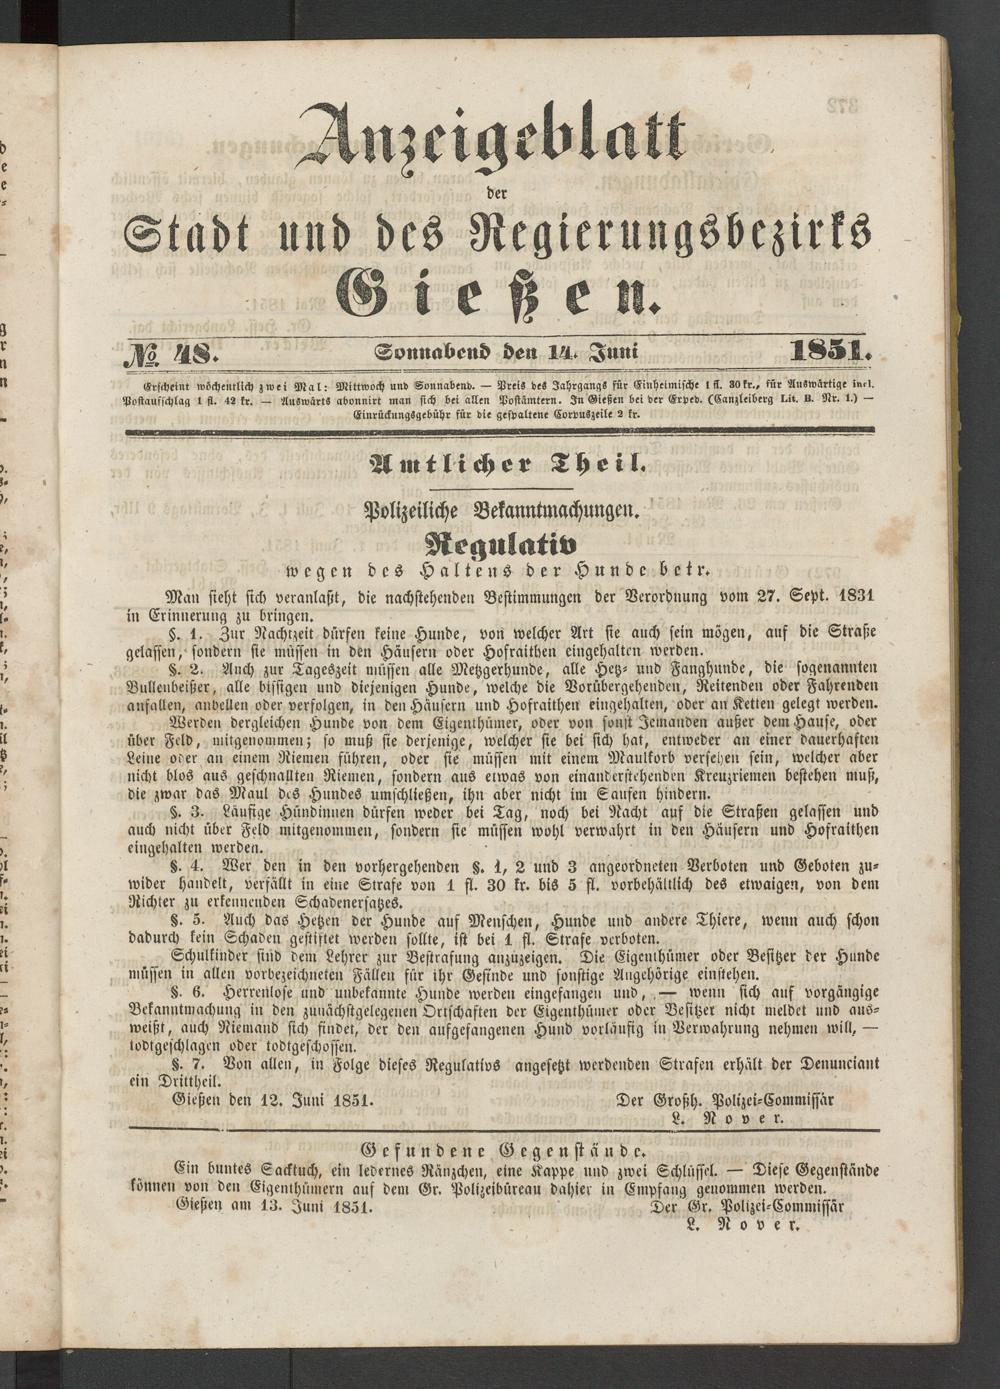 Anzeigeblatt
der
Stadt und des Regierungsbezirks
Gießen.
No. 48. Sonnabend den 14. Juni 1851.
Erscheint wöchentlich zwei Mal: Mittwoch und Sonnabend. — Preis des Jahrgangs für Einheimische 1 fl. 30 kr., für Auswärtige incl.
Postaufschlag 1 fl. 42 kr. — Auswärts abonnirt man sich bei allen Postämtern. In Gießen bei der Exped. (Canzleiberg Lit. B. Nr. 1.) —
Einrückungsgebühr für die gespaltene Corpuszeile 2 kr.
Amtlicher Theil.
Polizeiliche Bekanntmachungen.
Regulativ
wegen des Haltens der Hunde betr.
Man sieht sich veranlaßt, die nachstehenden Bestimmungen der Verordnung vom 27. Sept. 1831
in Erinnerung zu bringen.
§. 1. Zur Nachtzeit dürfen keine Hunde, von welcher Art sie auch sein mögen, auf die Straße
gelassen, sondern sie müssen in den Häusern oder Hofraithen eingehalten werden.
§. 2. Auch zur Tageszeit müssen alle Metzgerhunde, alle Hetz- und Fanghunde, die sogenannten
Bullenbeißer, alle bissigen und diejenigen Hunde, welche die Vorübergehenden, Reitenden oder Fahrenden
anfallen, anbellen oder verfolgen, in den Häusern und Hofraithen eingehalten, oder an Ketten gelegt werden.
Werden dergleichen Hunde von dem Eigenthümer, oder von sonst Jemanden außer dem Hause, oder
über Feld, mitgenommen; so muß sie derjenige, welcher sie bei sich hat, entweder an einer dauerhaften
Leine oder an einem Riemen führen, oder sie müssen mit einem Maulkorb versehen sein, welcher aber
nicht blos aus geschnallten Riemen, sondern aus etwas von einanderstehenden Kreuzriemen bestehen muß,
die zwar das Maul des Hundes umschließen, ihn aber nicht im Saufen hindern.
§. 3. Läufige Hündinnen dürfen weder bei Tag, noch bei Nacht auf die Straßen gelassen und
auch nicht über Feld mitgenommen, sondern sie müssen wohl verwahrt in den Häusern und Hofraithen
eingehalten werden.
§. 4. Wer den in den vorhergehenden §. 1, 2 und 3 angeordneten Verboten und Geboten zu-
wider handelt, verfällt in eine Strafe von 1 fl. 30 kr. bis 5 fl. vorbehältlich des etwaigen, von dem
Richter zu erkennenden Schadenersatzes.
§. 5. Auch das Hetzen der Hunde auf Menschen, Hunde und andere Thiere, wenn auch schon
dadurch kein Schaden gestiftet werden sollte, ist bei 1 fl. Strafe verboten.
Schulkinder sind dem Lehrer zur Bestrafung anzuzeigen. Die Eigenthümer oder Besitzer der Hunde
müssen in allen vorbezeichneten Fällen für ihr Gesinde und sonstige Angehörige einstehen.
§. 6. Herrenlose und unbekannte Hunde werden eingefangen und, — wenn sich auf vorgängige
Bekanntmachung in den zunächstgelegenen Ortschaften der Eigenthümer oder Besitzer nicht meldet und aus-
weißt, auch Niemand sich findet, der den aufgefangenen Hund vorläufig in Verwahrung nehmen will, —
todtgeschlagen oder todtgeschossen.
§. 7. Von allen, in Folge dieses Regulativs angesetzt werdenden Strafen erhält der Denunciant
ein Drittheil.
Gießen den 12. Juni 1851. Der Großh. Polizei-Commissär
L. Nover.
Gefundene Gegenstände.
Ein buntes Sacktuch, ein ledernes Ränzchen, eine Kappe und zwei Schlüssel. — Diese Gegenstände
können von den Eigenthümern auf dem Gr. Polizeibüreau dahier in Empfang genommen werden.
Gießen am 13. Juni 1851. Der Gr. Polizei-Commissär
L. Nover.